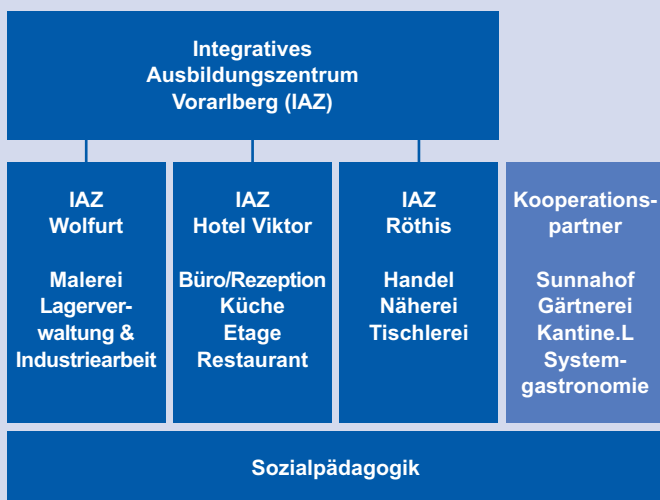 Integratives
Ausbildungszentrum
Vorarlberg (IAZ)
IAZ
Wolfurt
Malerei
Lagerver-
waltung &
Industriearbeit
IAZ
Hotel Viktor
Büro/Rezeption
Küche
Etage
Restaurant
IAZ
Röthis
Handel
Näherei
Tischlerei
Kooperations-
partner
Sunnahof
Gärtnerei
Kantine.L
System-
gastronomie
Sozialpädagogik